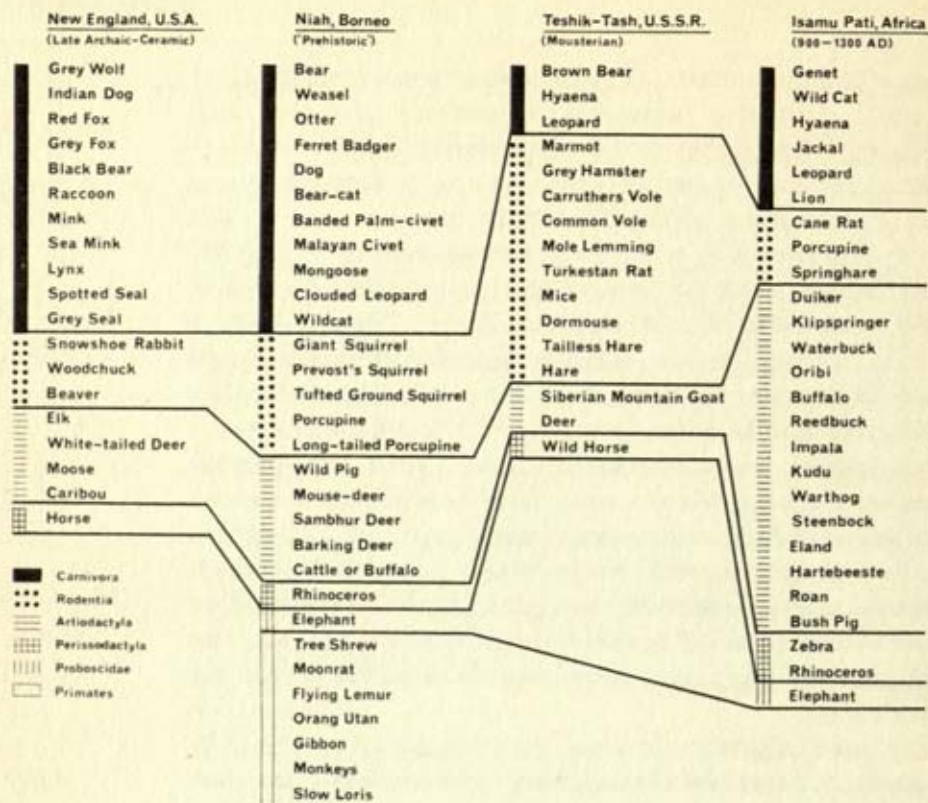 New England, U.S.A.
(Late Archaic-Ceramic)
Grey Wolf
Indian Dog
Red Fox
Grey Fox
Black Bear
Raccoon
Mink
Sea Mink
Lynx
Spotted Seal
Grey Seal
Snowshoe Rabbit
Woodchuck
Beaver
Elk
White-tailed Deer
Moose
Caribou
Horse
Carnivora
Rodentia
Artiodactyla
Perissodactyla
Proboscidae
Primates
Niah, Borneo
("Prehistoric")
Bear
Weasel
Otter
Ferret Badger
Dog
Bear-cat
Banded Palm-civet
Malayan Civet
Mongoose
Clouded Leopard
Wildcat
Giant Squirrel
Prevost's Squirrel
Tufted Ground Squirrel
Porcupine
Long-tailed Porcupine
Wild Pig
Mouse-deer
Sambhur Deer
Barking Deer
Cattle or Buffalo
Rhinoceros
Elephant
Tree Shrew
Moonrat
Flying Lemur
Orang Utan
Gibbon
Monkeys
Slow Loris
Teshik-Tash, U.S.S.R.
(Mousterian)
Brown Bear
Hyaena
Leopard
Marmot
Grey Hamster
Carruthers Vole
Common Vole
Mole Lemming
Turkestan Rat
Mice
Dormouse
Tailless Hare
Hare
Siberian Mountain Goat
Deer
Wild Horse
Isamu Pati, Africa
(900-1300 AD)
Genet
Wild Cat
Hyaena
Jackal
Leopard
Lion
Cane Rat
Porcupine
Springhare
Duiker
Klipspringer
Waterbuck
Oribi
Buffalo
Reedbuck
Impala
Kudu
Warthog
Steenbock
Eland
Hartebeeste
Roan
Bush Pig
Zebra
Rhinoceros
Elephant